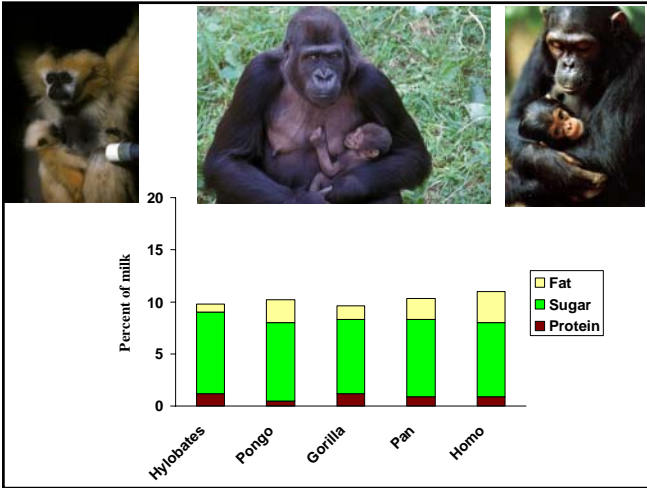 20
15
10
5
0
Percent of milk
Fat
Sugar
Protein
Hylobates
Pongo
Gorilla
Pan
Homo